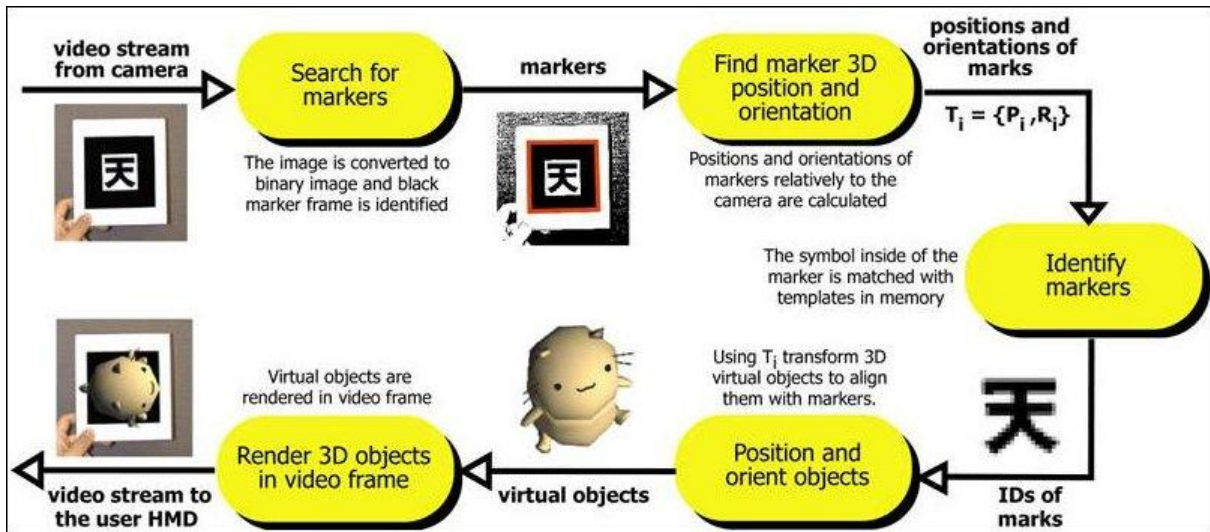 video stream
from camera
Search for
markers
The image is converted to
binary image and black
marker frame is identified
天
markers
天
Find marker 3D
position and
orientation
Positions and orientations of
markers relatively to the
camera are calculated
positions and
orientations of
marks
Ti = {Pi ,Ri}
Identify
markers
The symbol inside of the
marker is matched with
templates in memory
天
IDs of
marks
Position and
orient objects
Using Ti transform 3D
virtual objects to align
them with markers.
virtual objects
Render 3D objects
in video frame
Virtual objects are
rendered in video frame
video stream to
the user HMD